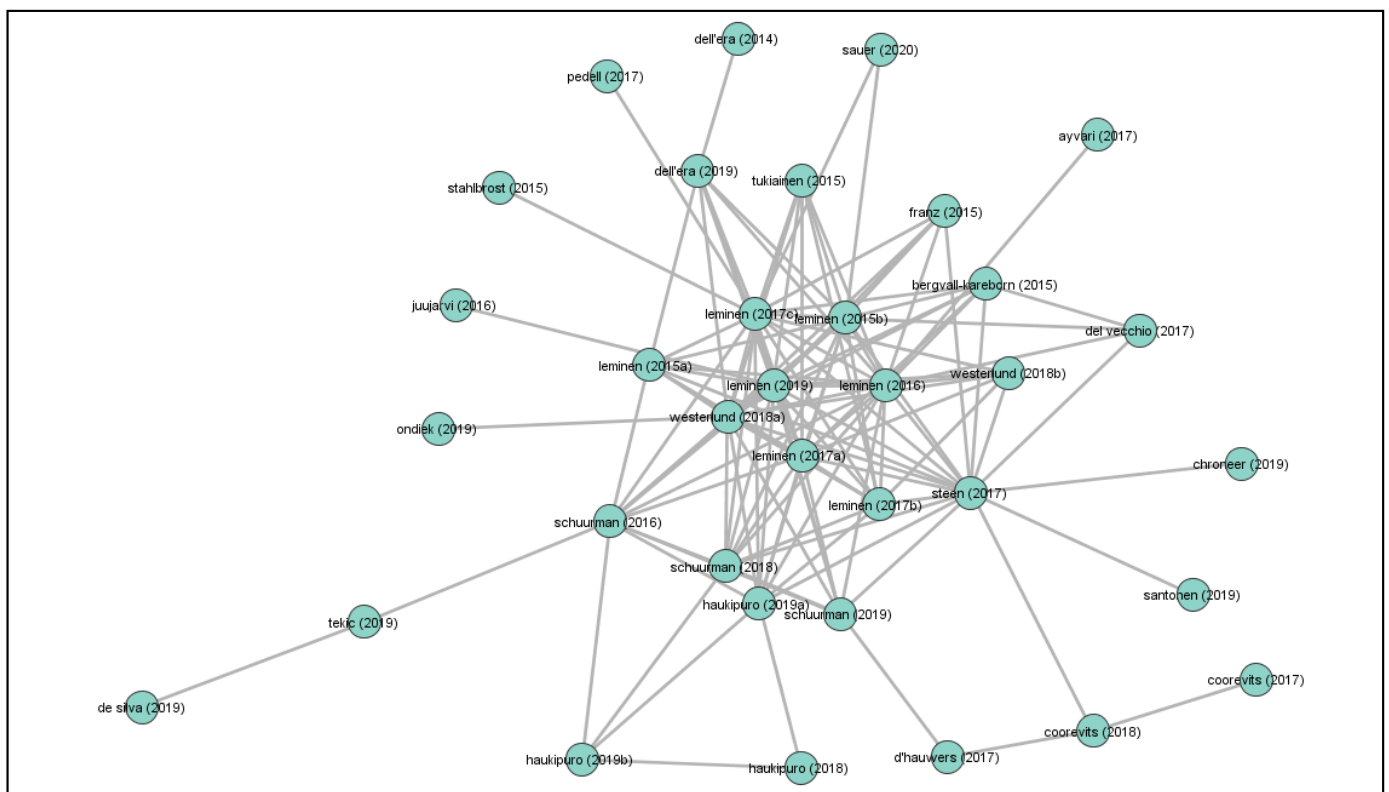 dell'era (2014)
sauer (2020)
pedell (2017)
ayvari (2017)
dell'era (2019)
tukiainen (2015)
stahlbrost (2015)
franz (2015)
bergvall-kareborn (2015)
juujarvi (2016)
leminen (2017c)
leminen (2015b)
del vecchio (2017)
leminen (2015a)
westerlund (2018b)
leminen (2019)
leminen (2016)
westerlund (2018a)
ondiek (2019)
leminen (2017a)
chroneer (2019)
steen (2017)
leminen (2017b)
schuurman (2016)
schuurman (2018)
santonen (2019)
haukipuro (2019a)
schuurman (2019)
tekic (2019)
coorevits (2017)
de silva (2019)
coorevits (2018)
haukipuro (2019b)
d'hauwers (2017)
haukipuro (2018)